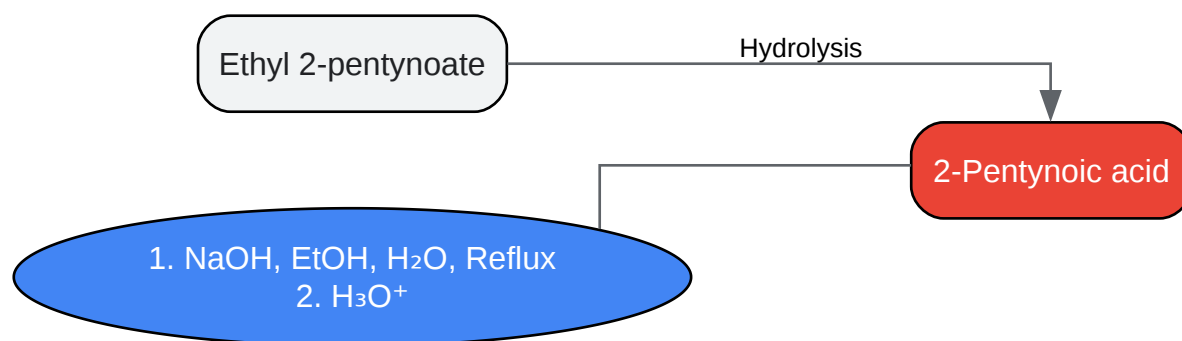 Ethyl 2-pentynoate
Hydrolysis
2-Pentynoic acid
1. NaOH, EtOH, H₂O, Reflux
2. H₃O⁺